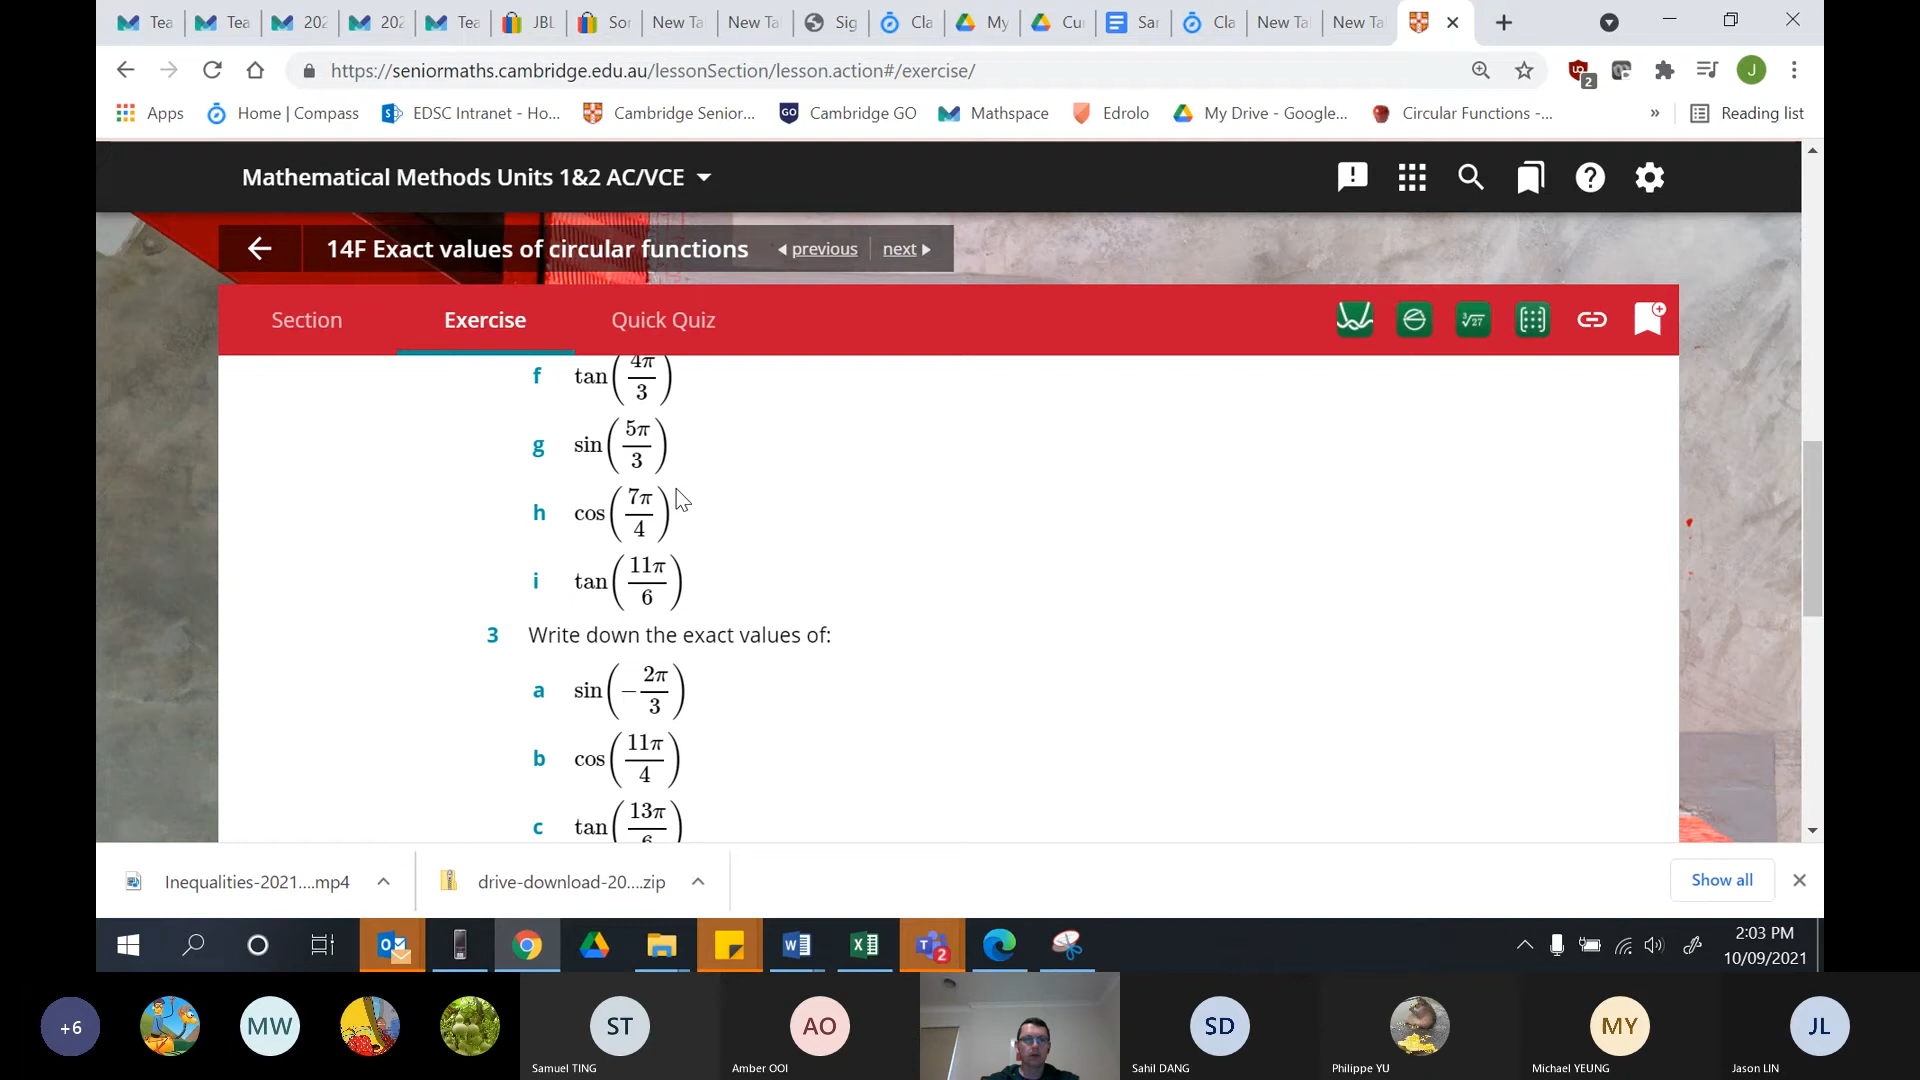 Tea Tea 202 202 Tea JBL Sor New Ta New Ta Sig Cla My Cu Sar Cla New Ta New Ta
https://seniormaths.cambridge.edu.au/lessonSection/lesson.action#/exercise/
2 J
Apps Home | Compass EDSC Intranet - Ho... Cambridge Senior... GO Cambridge GO Mathspace Edrolo My Drive - Google... Circular Functions -... » Reading list
Mathematical Methods Units 1&2 AC/VCE
14F Exact values of circular functions previous next
Section Exercise Quick Quiz
f tan(4π/3)
g sin(5π/3)
h cos(7π/4)
i tan(11π/6)
3 Write down the exact values of:
a sin(−2π/3)
b cos(11π/4)
c tan(13π/6
Inequalities-2021....mp4 drive-download-20....zip Show all
2
2:03 PM
10/09/2021
+6 MW ST AO SD MY JL
Samuel TING Amber OOI Sahil DANG Philippe YU Michael YEUNG Jason LIN